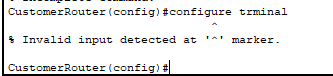 CustomerRouter(config)#configure trminal
^
% Invalid input detected at '^' marker.
CustomerRouter(config)#